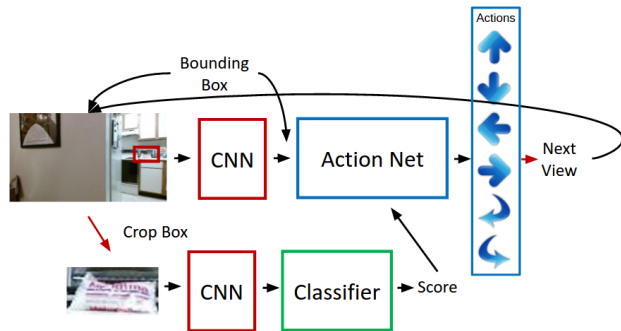 Actions
Bounding
Box
CNN
Action Net
Next
View
Crop Box
CNN
Classifier
Score